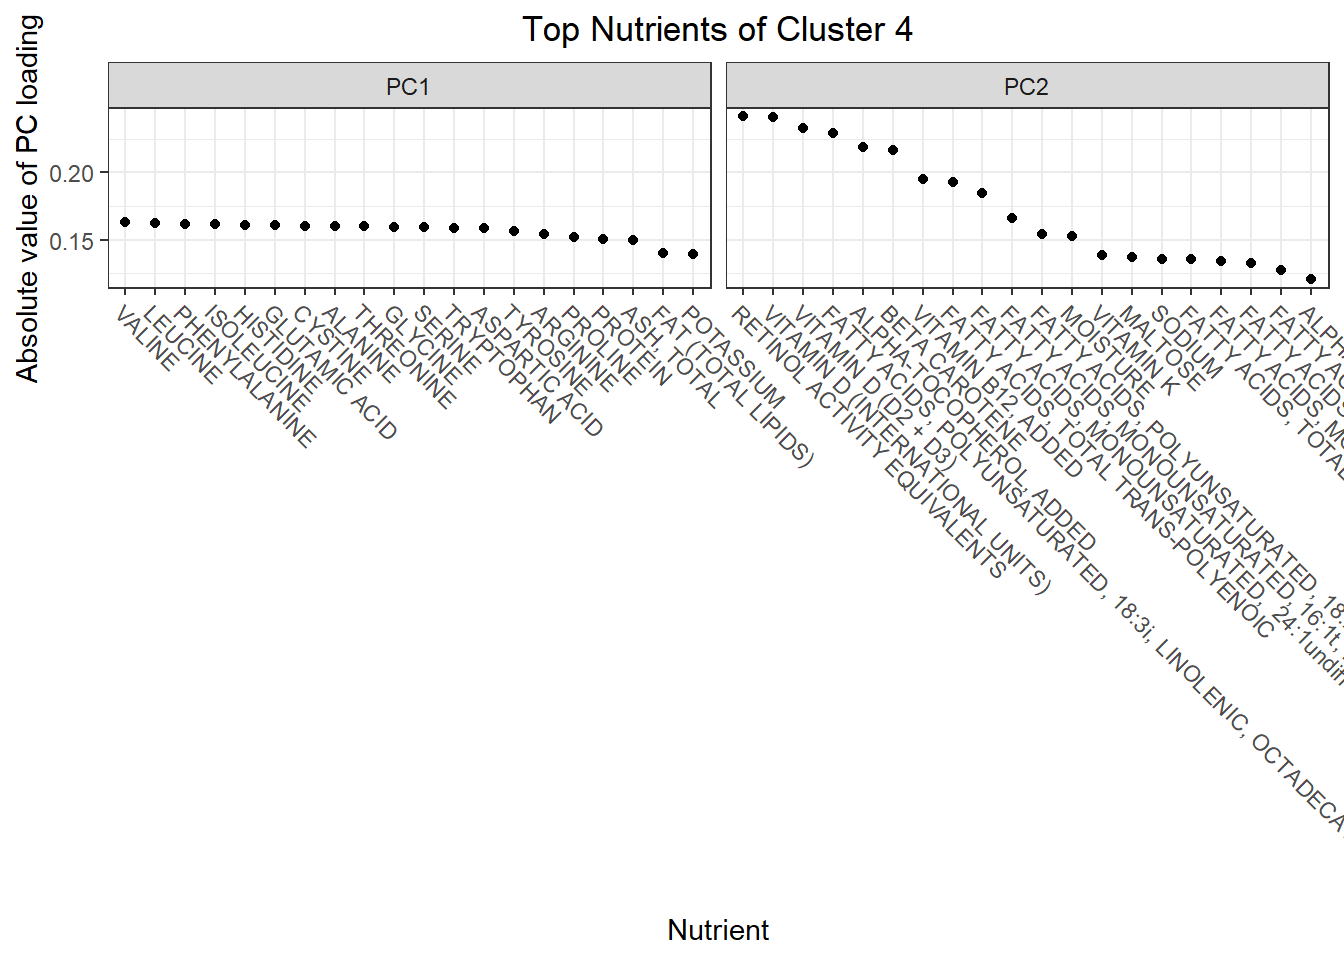 Top Nutrients of Cluster 4
PC1
PC2
Absolute value of PC loading
0.20
0.15
VALINE
LEUCINE
PHENYLALANINE
ISOLEUCINE
HISTIDINE
GLUTAMIC ACID
CYSTINE
ALANINE
THREONINE
GLYCINE
SERINE
TRYPTOPHAN
ASPARTIC ACID
TYROSINE
ARGININE
PROLINE
PROTEIN
ASH, TOTAL
FAT (TOTAL LIPIDS)
POTASSIUM
RETINOL ACTIVITY EQUIVALENTS
VITAMIN D (INTERNATIONAL UNITS)
VITAMIN D (D2 + D3)
FATTY ACIDS, POLYUNSATURATED, 18:3i, LINOLENIC, OCTADECA
ALPHA-TOCOPHEROL, ADDED
BETA CAROTENE
VITAMIN B12, ADDED
FATTY ACIDS, TOTAL TRANS-POLYENOIC
FATTY ACIDS, MONOUNSATURATED, 24:1undif
FATTY ACIDS, MONOUNSATURATED, 16:1t,
FATTY ACIDS, POLYUNSATURATED, 18:
MOISTURE
VITAMIN K
MALTOSE
SODIUM
FATTY ACIDS, TOTAL
FATTY ACIDS, MO
FATTY ACIDS
FATTY AC
ALPH
Nutrient